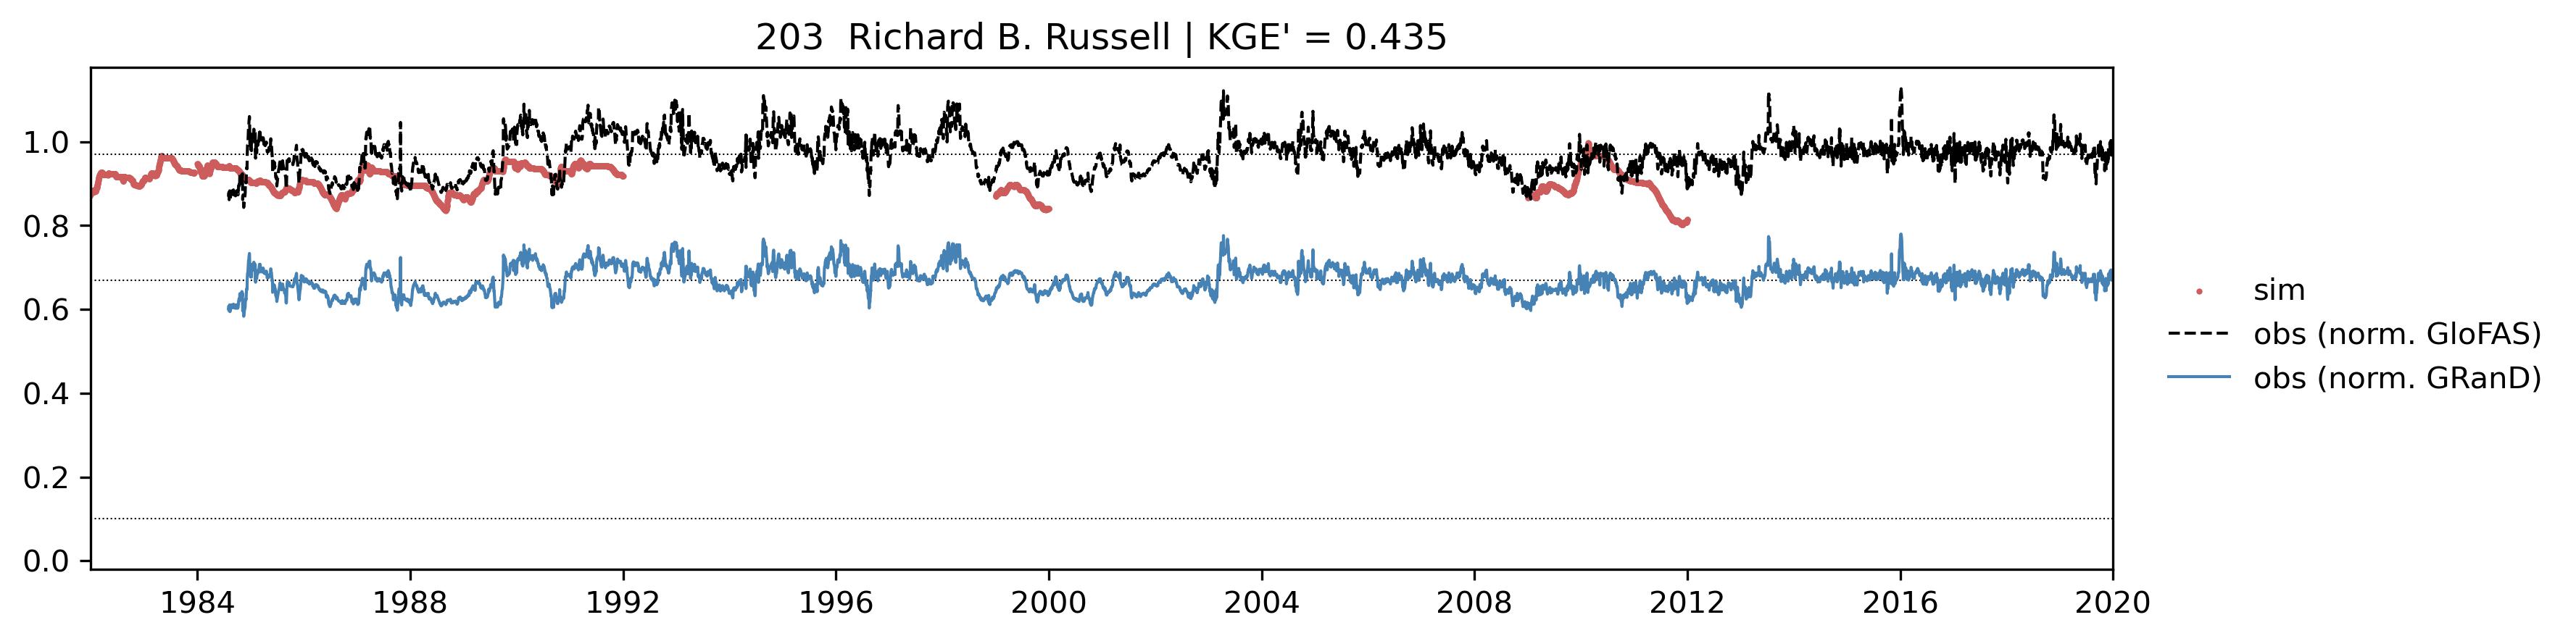 203  Richard B. Russell | KGE' = 0.435
1.0
0.8
0.6
0.4
0.2
0.0
1984 1988 1992 1996 2000 2004 2008 2012 2016 2020
sim
obs (norm. GloFAS)
obs (norm. GRanD)